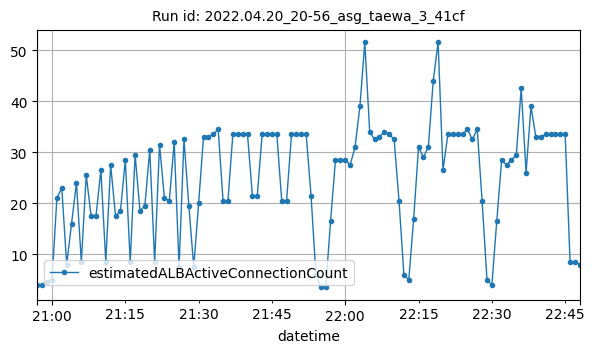 Run id: 2022.04.20_20-56_asg_taewa_3_41cf
50
40
30
20
10
estimatedALBActiveConnectionCount
21:00 21:15 21:30 21:45 22:00 22:15 22:30 22:45
datetime